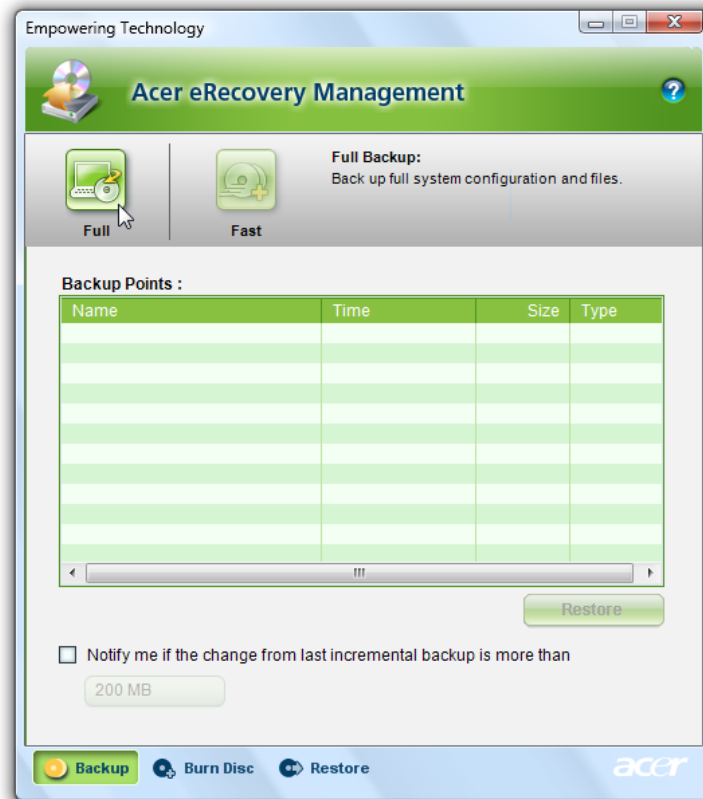 Empowering Technology
Acer eRecovery Management
Full
Fast
Full Backup:
Back up full system configuration and files.
Backup Points :
Name Time Size Type
Restore
Notify me if the change from last incremental backup is more than
200 MB
Backup Burn Disc Restore acer